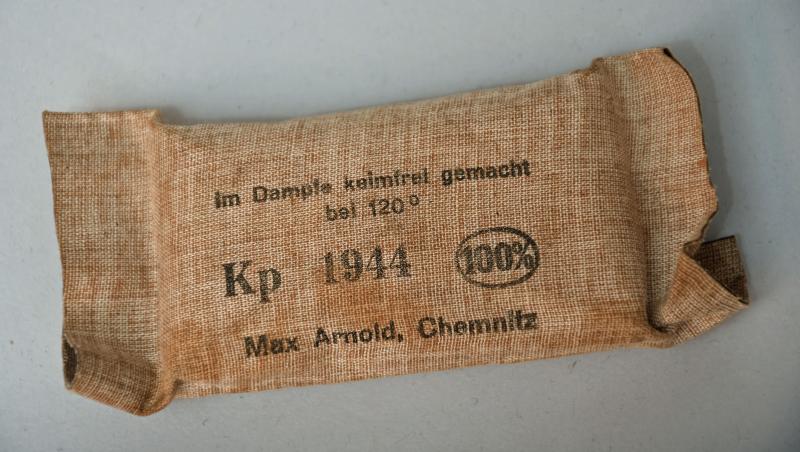 Im Dampfe keimfrei gemacht
bei 120°
Kp 1944 100%
Max Arnold, Chemnitz